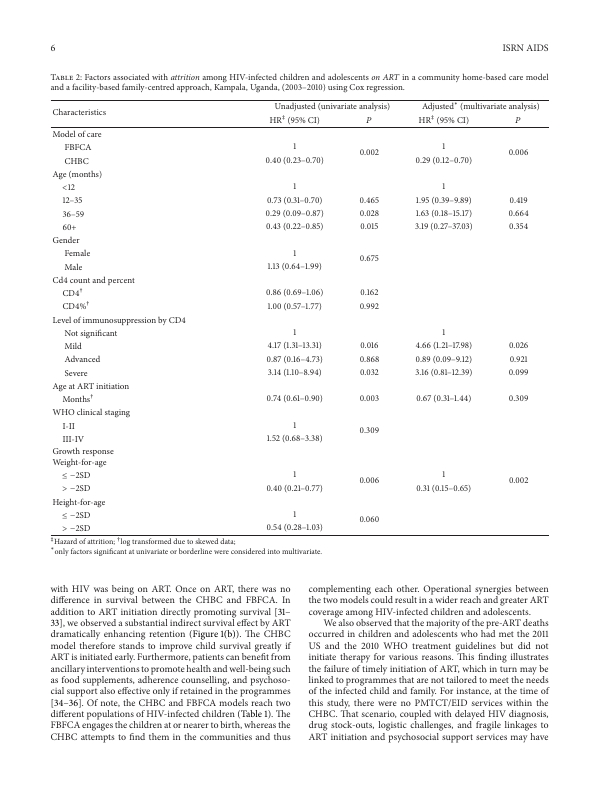 6
ISRN AIDS
Table 2: Factors associated with attrition among HIV-infected children and adolescents on ART in a community home-based care model
and a facility-based family-centred approach, Kampala, Uganda, (2003–2010) using Cox regression.
Characteristics
Unadjusted (univariate analysis)
Adjusted* (multivariate analysis)
HR‡ (95% CI) P HR‡ (95% CI) P
Model of care
FBFCA 1 0.002 1 0.006
CHBC 0.40 (0.23–0.70) 0.29 (0.12–0.70)
Age (months)
<12 1 1
12–35 0.73 (0.31–0.70) 0.465 1.95 (0.39–9.89) 0.419
36–59 0.29 (0.09–0.87) 0.028 1.63 (0.18–15.17) 0.664
60+ 0.43 (0.22–0.85) 0.015 3.19 (0.27–37.03) 0.354
Gender
Female 1 0.675
Male 1.13 (0.64–1.99)
Cd4 count and percent
CD4† 0.86 (0.69–1.06) 0.162
CD4%† 1.00 (0.57–1.77) 0.992
Level of immunosuppression by CD4
Not significant 1 1
Mild 4.17 (1.31–13.31) 0.016 4.66 (1.21–17.98) 0.026
Advanced 0.87 (0.16–4.73) 0.868 0.89 (0.09–9.12) 0.921
Severe 3.14 (1.10–8.94) 0.032 3.16 (0.81–12.39) 0.099
Age at ART initiation
Months† 0.74 (0.61–0.90) 0.003 0.67 (0.31–1.44) 0.309
WHO clinical staging
I-II 1 0.309
III-IV 1.52 (0.68–3.38)
Growth response
Weight-for-age
≤ −2SD 1 0.006 1 0.002
> −2SD 0.40 (0.21–0.77) 0.31 (0.15–0.65)
Height-for-age
≤ −2SD 1 0.060
> −2SD 0.54 (0.28–1.03)
‡Hazard of attrition; †log transformed due to skewed data;
*only factors significant at univariate or borderline were considered into multivariate.
with HIV was being on ART. Once on ART, there was no
difference in survival between the CHBC and FBFCA. In
addition to ART initiation directly promoting survival [31–
33], we observed a substantial indirect survival effect by ART
dramatically enhancing retention (Figure 1(b)). The CHBC
model therefore stands to improve child survival greatly if
ART is initiated early. Furthermore, patients can benefit from
ancillary interventions to promote health and well-being such
as food supplements, adherence counselling, and psychoso-
cial support also effective only if retained in the programmes
[34–36]. Of note, the CHBC and FBFCA models reach two
different populations of HIV-infected children (Table 1). The
FBFCA engages the children at or nearer to birth, whereas the
CHBC attempts to find them in the communities and thus
complementing each other. Operational synergies between
the two models could result in a wider reach and greater ART
coverage among HIV-infected children and adolescents.
We also observed that the majority of the pre-ART deaths
occurred in children and adolescents who had met the 2011
US and the 2010 WHO treatment guidelines but did not
initiate therapy for various reasons. This finding illustrates
the failure of timely initiation of ART, which in turn may be
linked to programmes that are not tailored to meet the needs
of the infected child and family. For instance, at the time of
this study, there were no PMTCT/EID services within the
CHBC. That scenario, coupled with delayed HIV diagnosis,
drug stock-outs, logistic challenges, and fragile linkages to
ART initiation and psychosocial support services may have